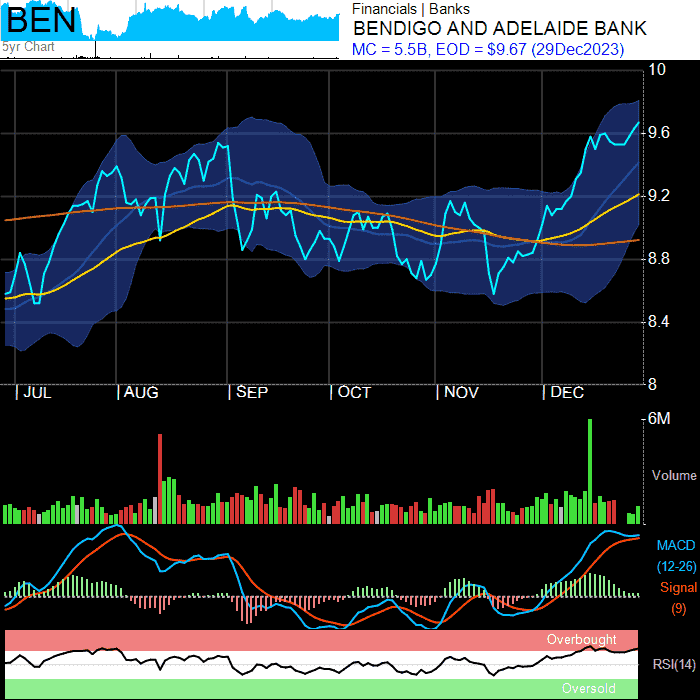 BEN
5yr Chart
Financials | Banks
BENDIGO AND ADELAIDE BANK
MC = 5.5B, EOD = $9.67 (29Dec2023)
10
9.6
9.2
8.8
8.4
8
| JUL | AUG | SEP | OCT | NOV | DEC
6M
Volume
MACD
(12-26)
Signal
(9)
Overbought
RSI(14)
Oversold